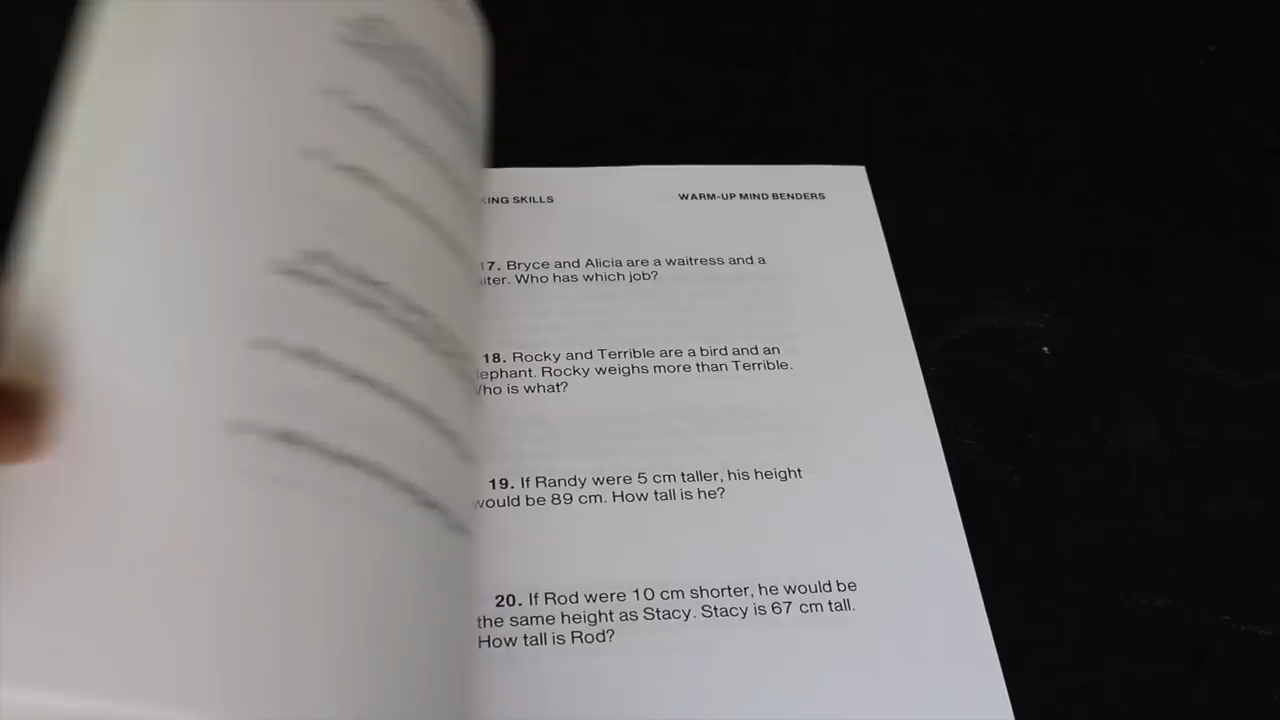 KING SKILLS WARM-UP MIND BENDERS
17. Bryce and Alicia are a waitress and a
iter. Who has which job?
18. Rocky and Terrible are a bird and an
lephant. Rocky weighs more than Terrible.
Who is what?
19. If Randy were 5 cm taller, his height
would be 89 cm. How tall is he?
20. If Rod were 10 cm shorter, he would be
the same height as Stacy. Stacy is 67 cm tall.
How tall is Rod?